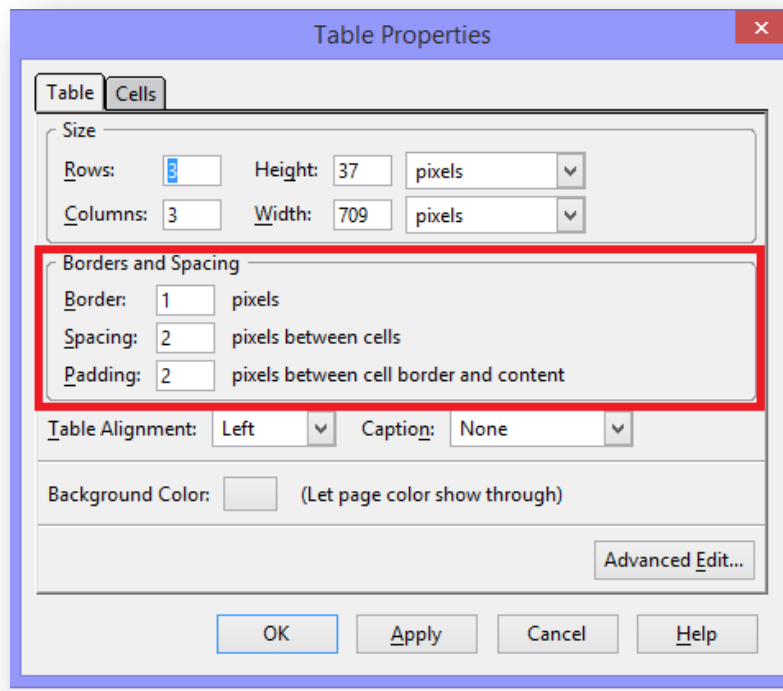 Table Properties
Table Cells
Size
Rows: 3 Height: 37 pixels
Columns: 3 Width: 709 pixels
Borders and Spacing
Border: 1 pixels
Spacing: 2 pixels between cells
Padding: 2 pixels between cell border and content
Table Alignment: Left Caption: None
Background Color: (Let page color show through)
Advanced Edit...
OK Apply Cancel Help